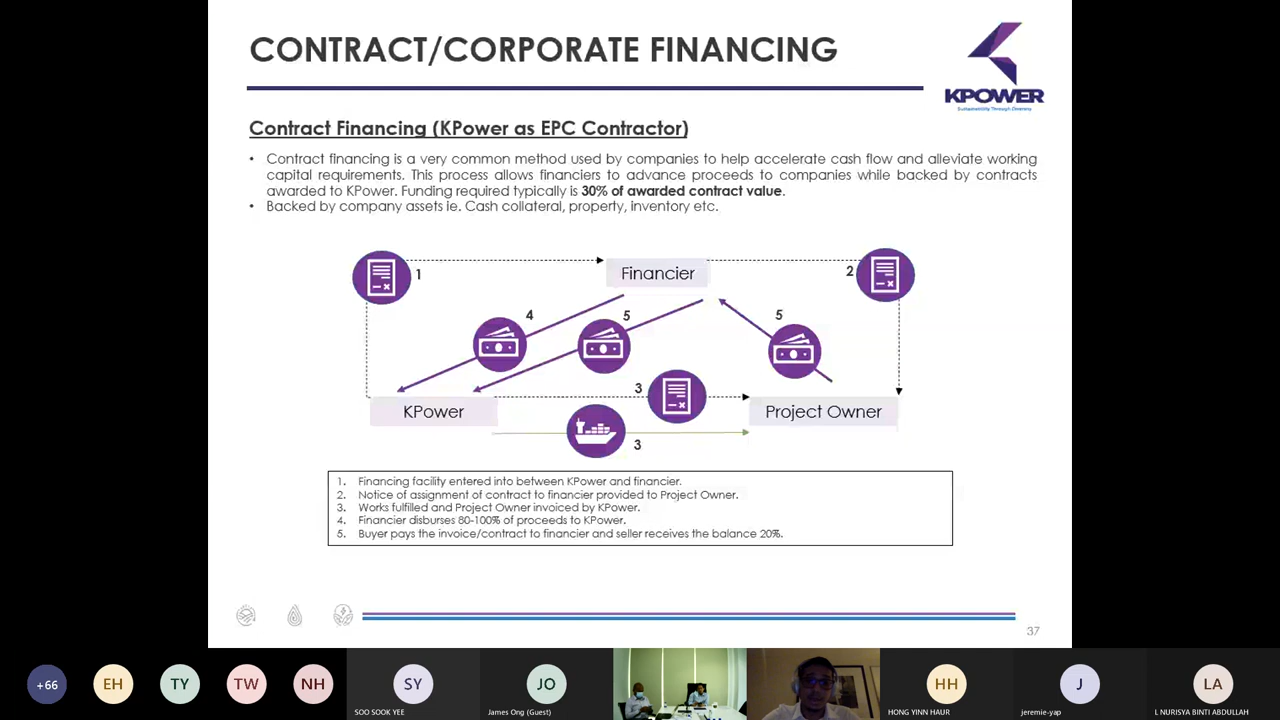 CONTRACT/CORPORATE FINANCING
KPOWER
Sustainability Through Greenery
Contract Financing (KPower as EPC Contractor)
• Contract financing is a very common method used by companies to help accelerate cash flow and alleviate working
capital requirements. This process allows financiers to advance proceeds to companies while backed by contracts
awarded to KPower. Funding required typically is 30% of awarded contract value.
• Backed by company assets ie. Cash collateral, property, inventory etc.
1
Financier
2
4
5
5
3
KPower
Project Owner
3
1. Financing facility entered into between KPower and financier.
2. Notice of assignment of contract to financier provided to Project Owner.
3. Works fulfilled and Project Owner invoiced by KPower.
4. Financier disburses 80-100% of proceeds to KPower.
5. Buyer pays the invoice/contract to financier and seller receives the balance 20%.
37
+66
EH
TY
TW
NH
SY
JO
HH
J
LA
SOO SOOK YEE
James Ong (Guest)
HONG YINN HAUR
jeremie-yap
L NURISYA BINTI ABDULLAH